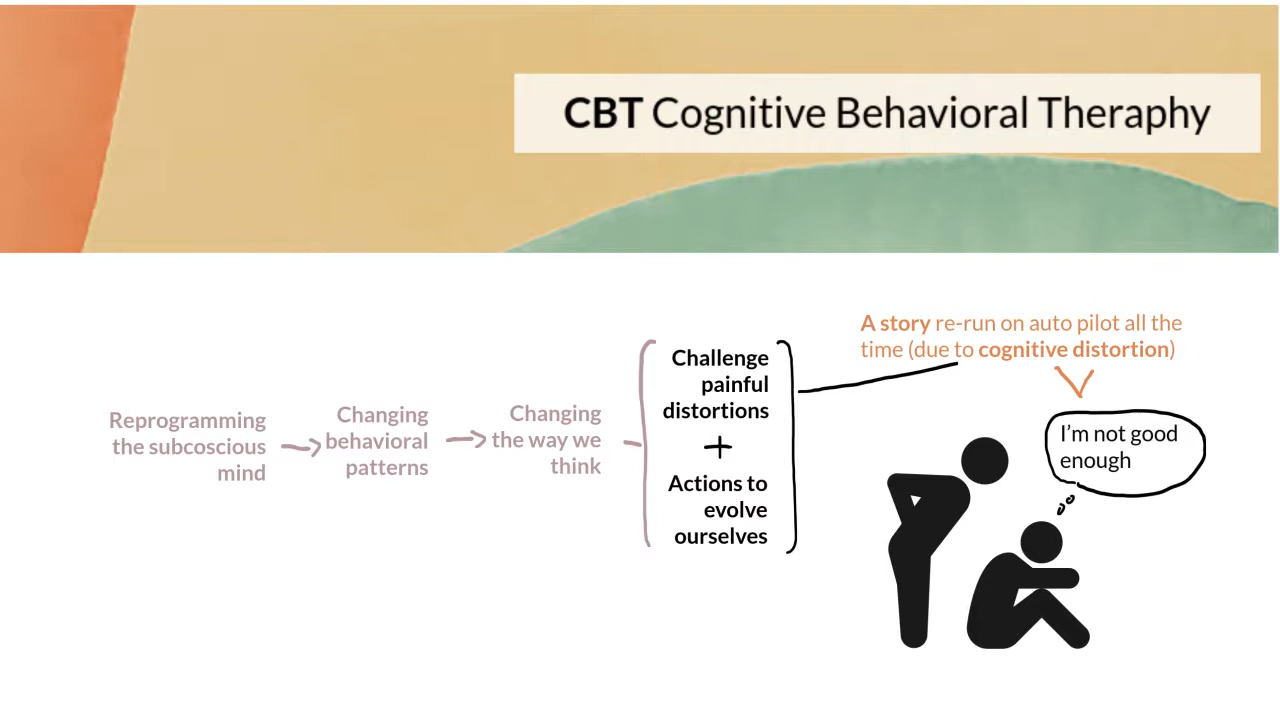 CBT Cognitive Behavioral Theraphy
A story re-run on auto pilot all the
time (due to cognitive distortion)
Reprogramming
the subcoscious
mind
Changing
behavioral
patterns
Changing
the way we
think
Challenge
painful
distortions
+
Actions to
evolve
ourselves
I'm not good
enough